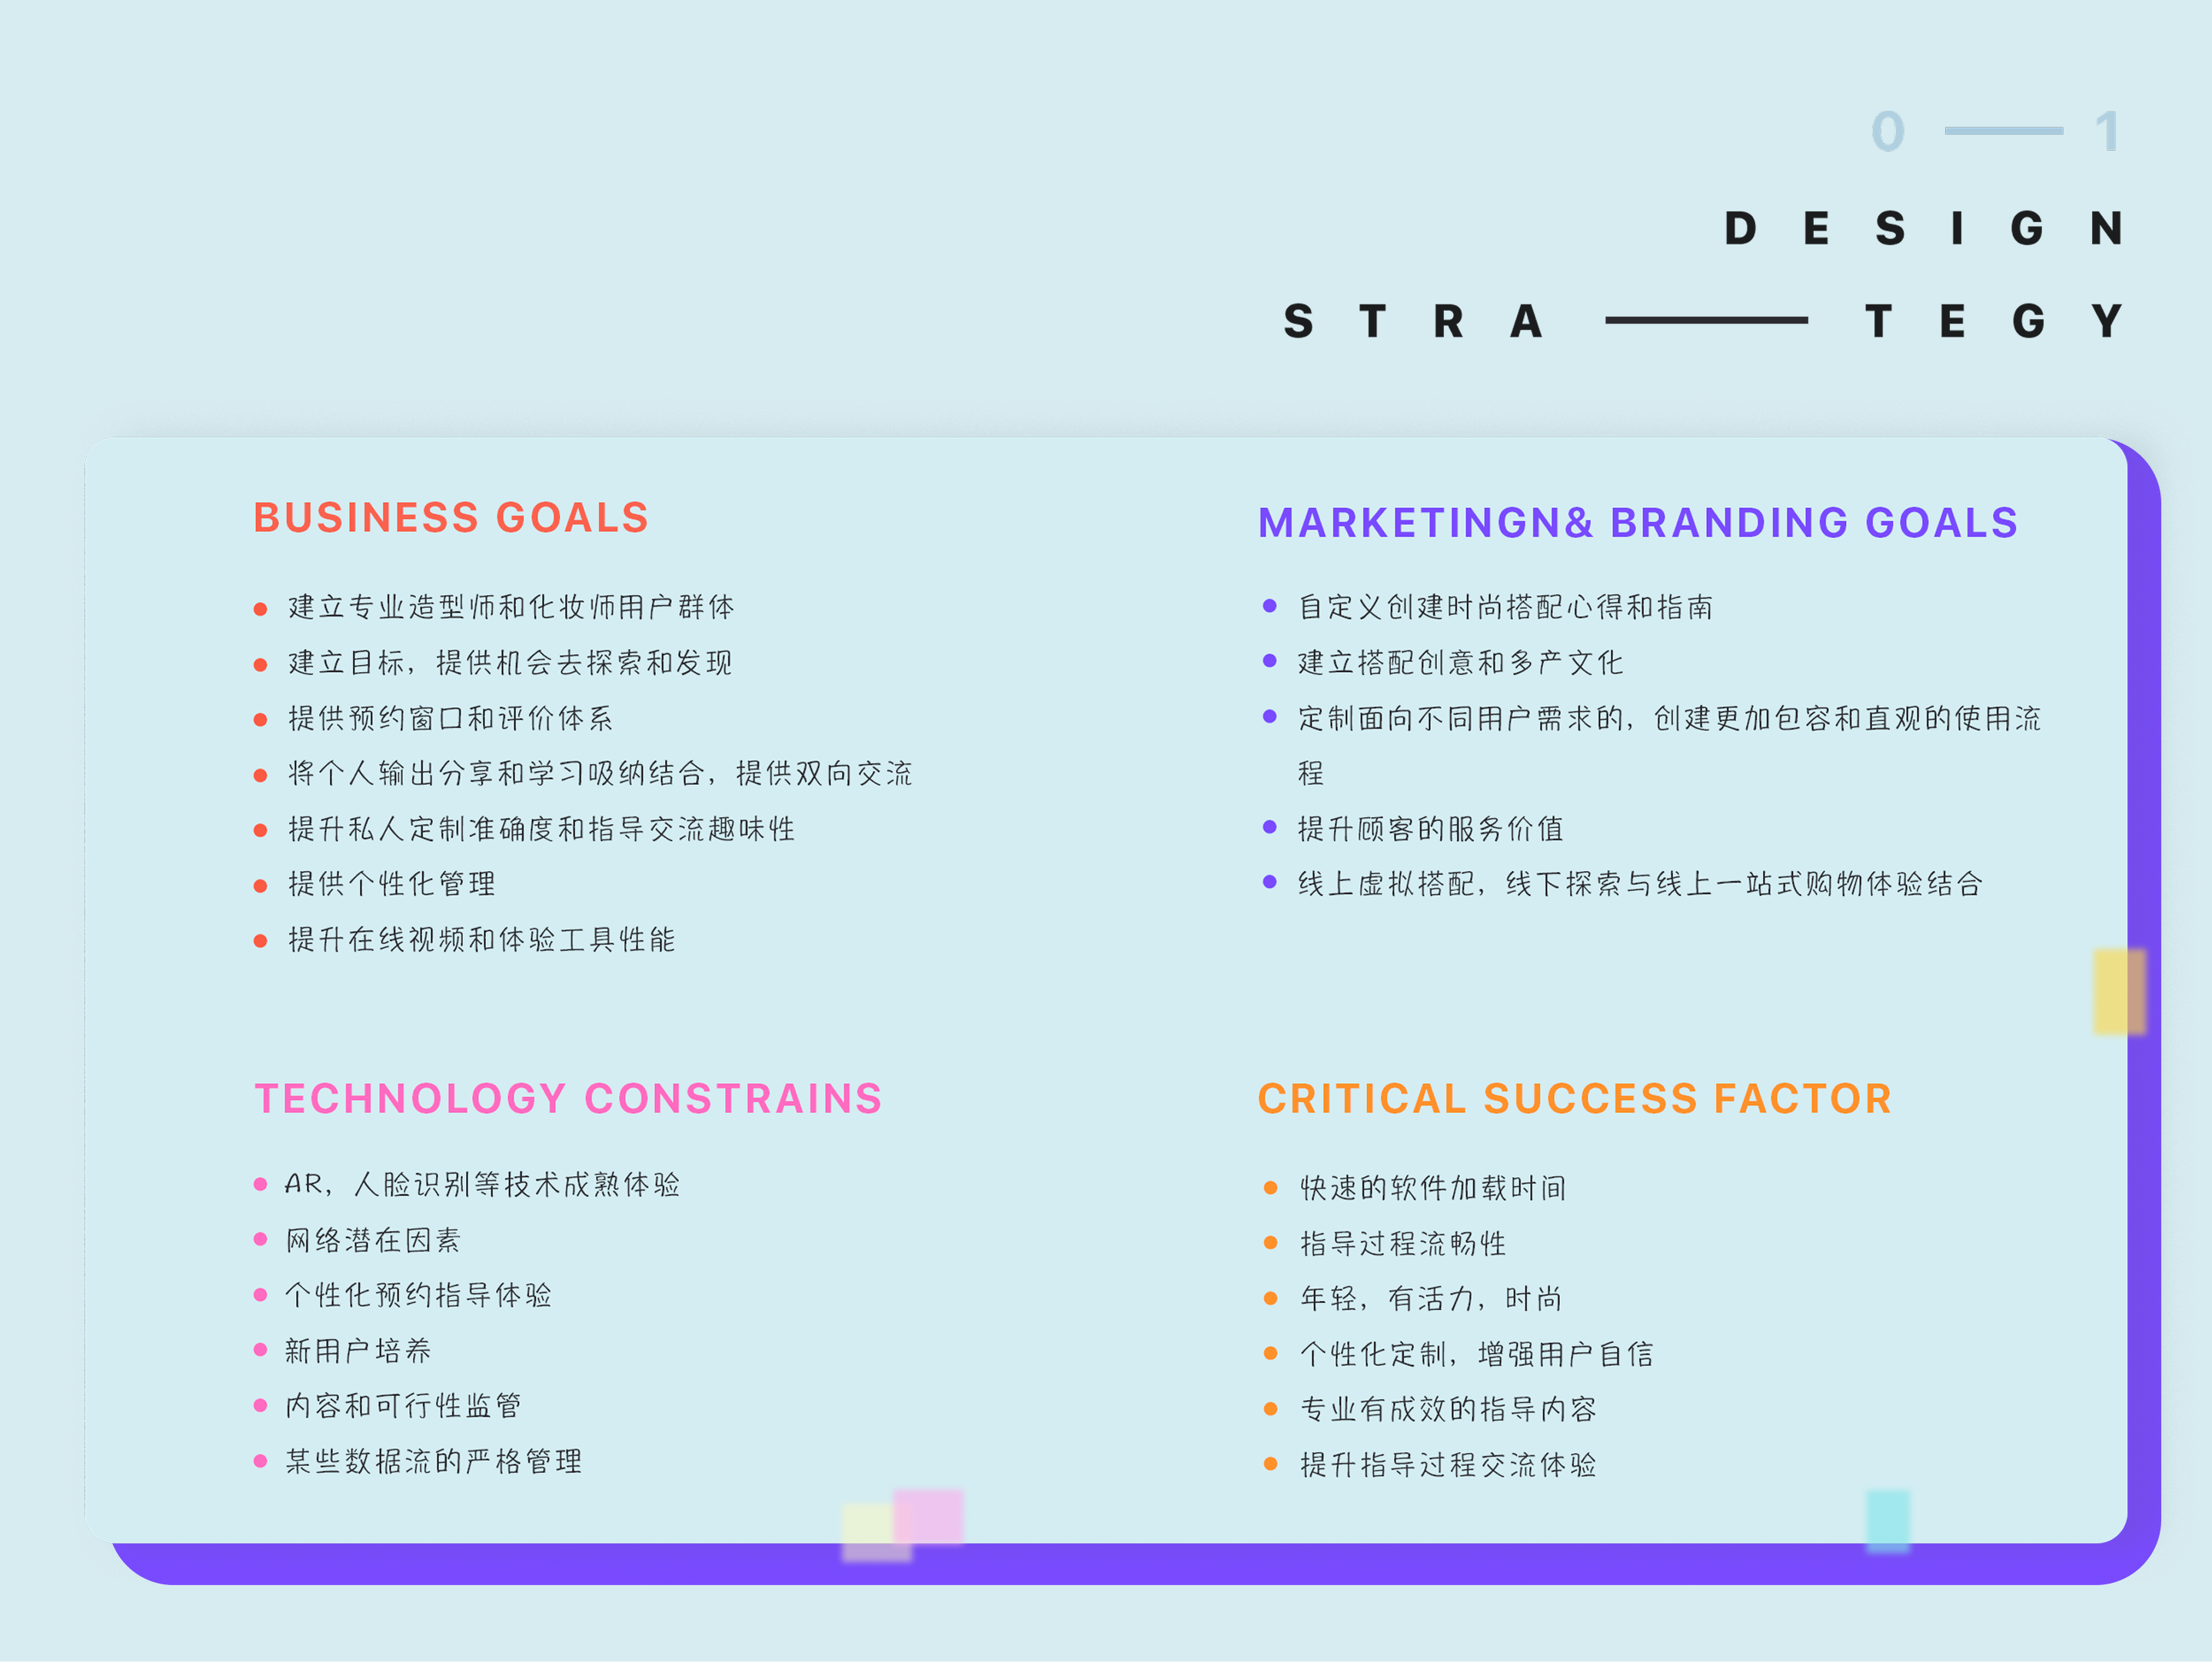 0 — 1
DESIGN
STRA — TEGY
BUSINESS GOALS
建立专业造型师和化妆师用户群体
建立目标，提供机会去探索和发现
提供预约窗口和评价体系
将个人输出分享和学习吸纳结合，提供双向交流
提升私人定制准确度和指导交流趣味性
提供个性化管理
提升在线视频和体验工具性能
MARKETINGN& BRANDING GOALS
自定义创建时尚搭配心得和指南
建立搭配创意和多产文化
定制面向不同用户需求的，创建更加包容和直观的使用流
程
提升顾客的服务价值
线上虚拟搭配，线下探索与线上一站式购物体验结合
TECHNOLOGY CONSTRAINS
AR，人脸识别等技术成熟体验
网络潜在因素
个性化预约指导体验
新用户培养
内容和可行性监管
某些数据流的严格管理
CRITICAL SUCCESS FACTOR
快速的软件加载时间
指导过程流畅性
年轻，有活力，时尚
个性化定制，增强用户自信
专业有成效的指导内容
提升指导过程交流体验